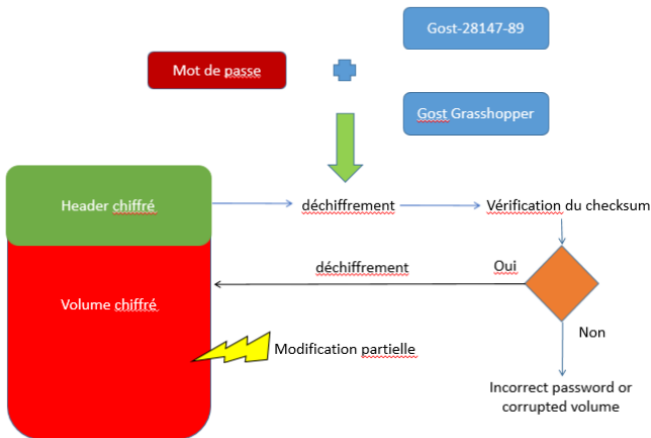 Gost-28147-89
Mot de passe
Gost Grasshopper
Header chiffré
déchiffrement
Vérification du checksum
déchiffrement
Oui
Volume chiffré
Non
Modification partielle
Incorrect password or
corrupted volume